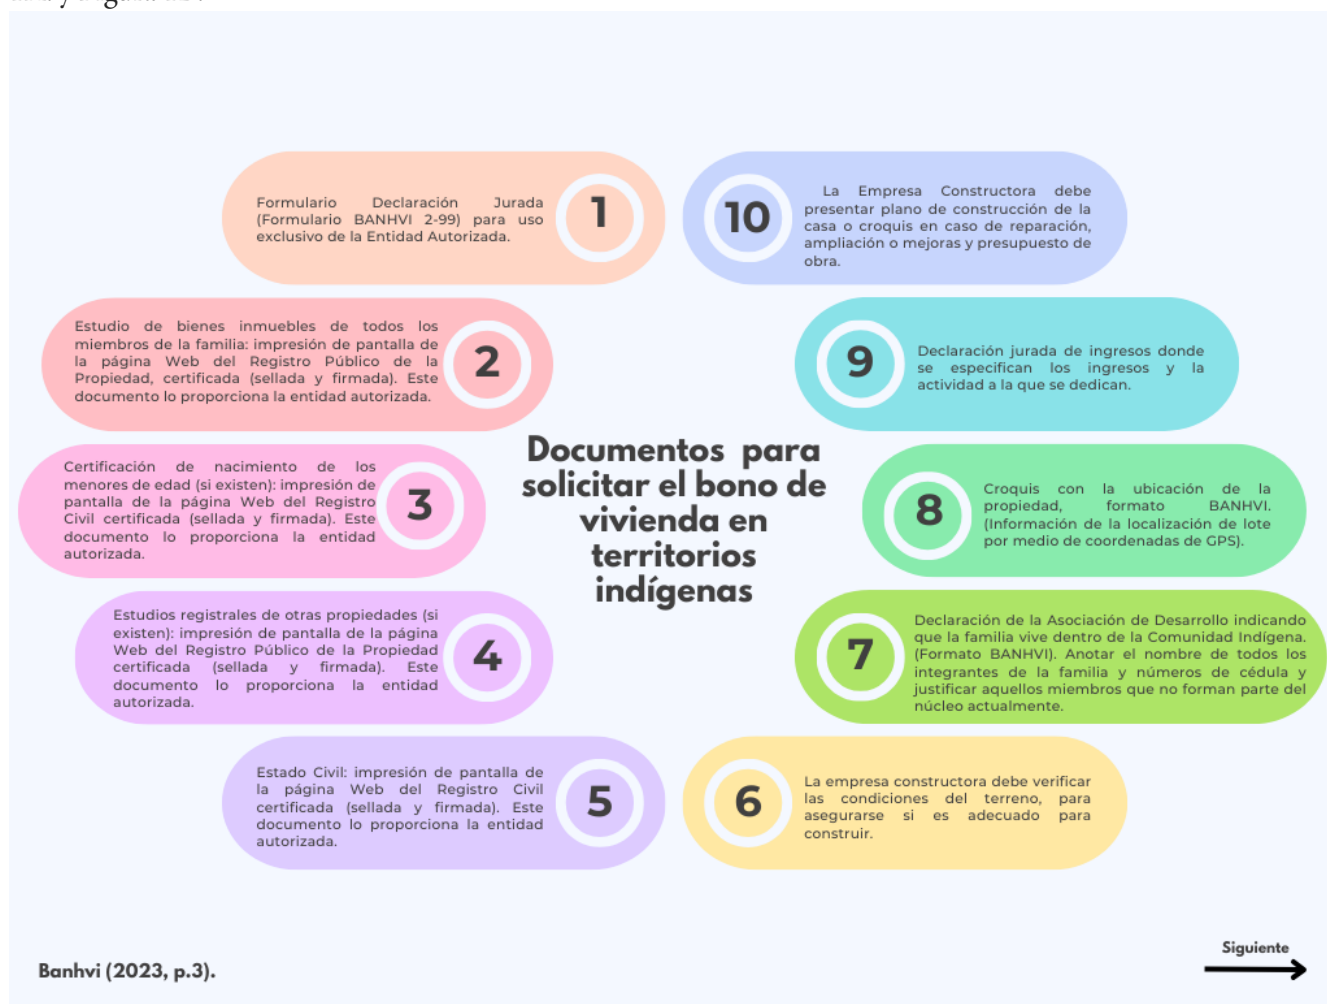 Formulario Declaración Jurada
(Formulario BANHVI 2-99) para uso
exclusivo de la Entidad Autorizada.
1
Estudio de bienes inmuebles de todos los
miembros de la familia: impresión de pantalla de
la página Web del Registro Público de la
Propiedad, certificada (sellada y firmada). Este
documento lo proporciona la entidad autorizada.
2
Certificación de nacimiento de los
menores de edad (si existen): impresión de
pantalla de la página Web del Registro
Civil certificada (sellada y firmada). Este
documento lo proporciona la entidad
autorizada.
3
Estudios registrales de otras propiedades (si
existen): impresión de pantalla de la página
Web del Registro Público de la Propiedad
certificada (sellada y firmada). Este
documento lo proporciona la entidad
autorizada.
4
Estado Civil: impresión de pantalla de
la página Web del Registro Civil
certificada (sellada y firmada). Este
documento lo proporciona la entidad
autorizada.
5
Documentos para
solicitar el bono de
vivienda en
territorios
indígenas
10
La Empresa Constructora debe
presentar plano de construcción de la
casa o croquis en caso de reparación,
ampliación o mejoras y presupuesto de
obra.
9
Declaración jurada de ingresos donde
se especifican los ingresos y la
actividad a la que se dedican.
8
Croquis con la ubicación de la
propiedad, formato BANHVI.
(Información de la localización de lote
por medio de coordenadas de GPS).
7
Declaración de la Asociación de Desarrollo indicando
que la familia vive dentro de la Comunidad Indígena.
(Formato BANHVI). Anotar el nombre de todos los
integrantes de la familia y números de cédula y
justificar aquellos miembros que no forman parte del
núcleo actualmente.
6
La empresa constructora debe verificar
las condiciones del terreno, para
asegurarse si es adecuado para
construir.
Banhvi (2023, p.3).
Siguiente